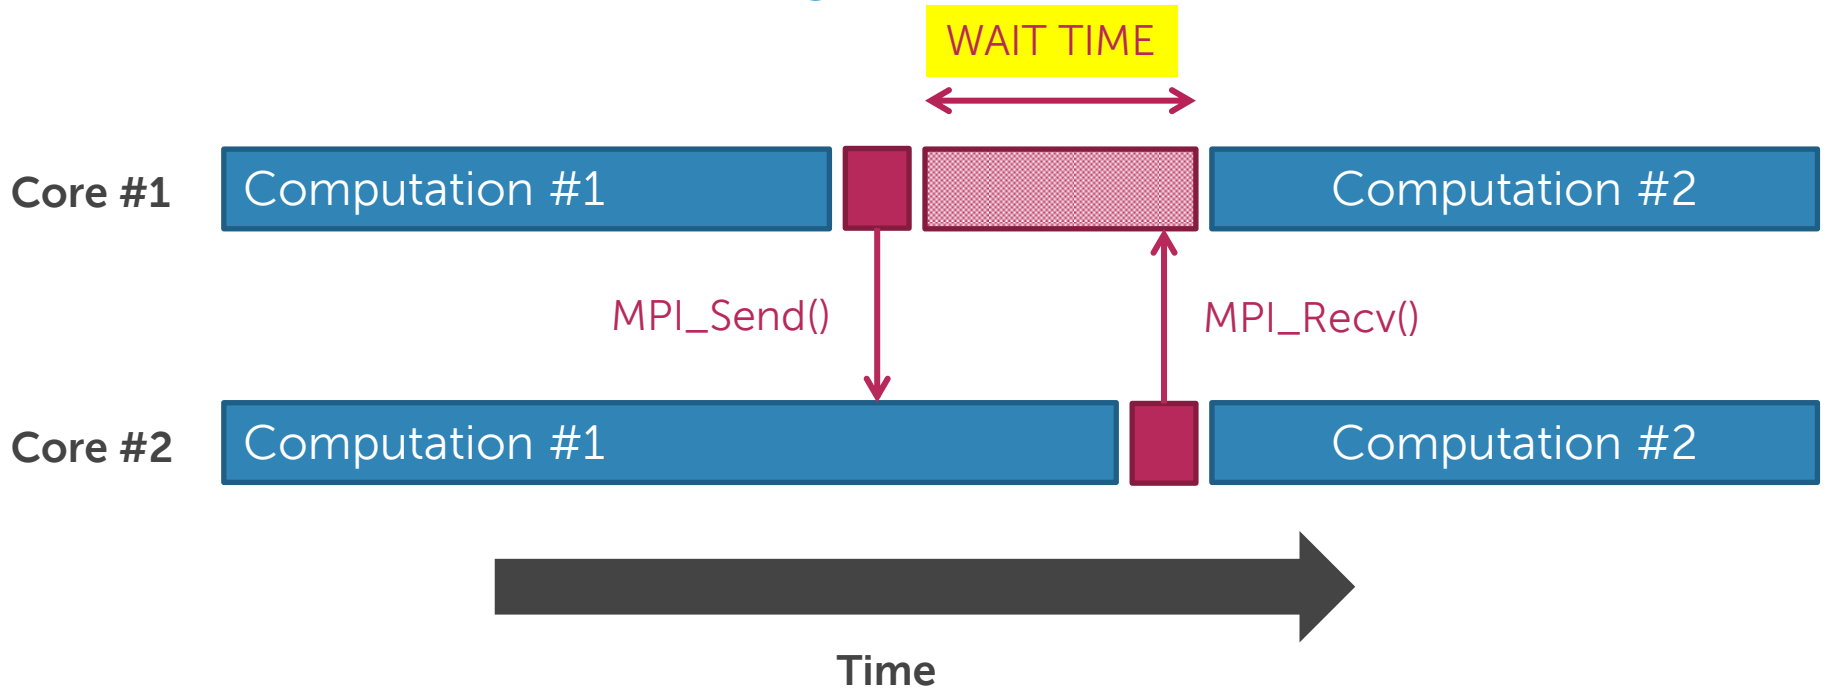 WAIT TIME
Core #1
Computation #1
Computation #2
MPI_Send()
MPI_Recv()
Core #2
Computation #1
Computation #2
Time